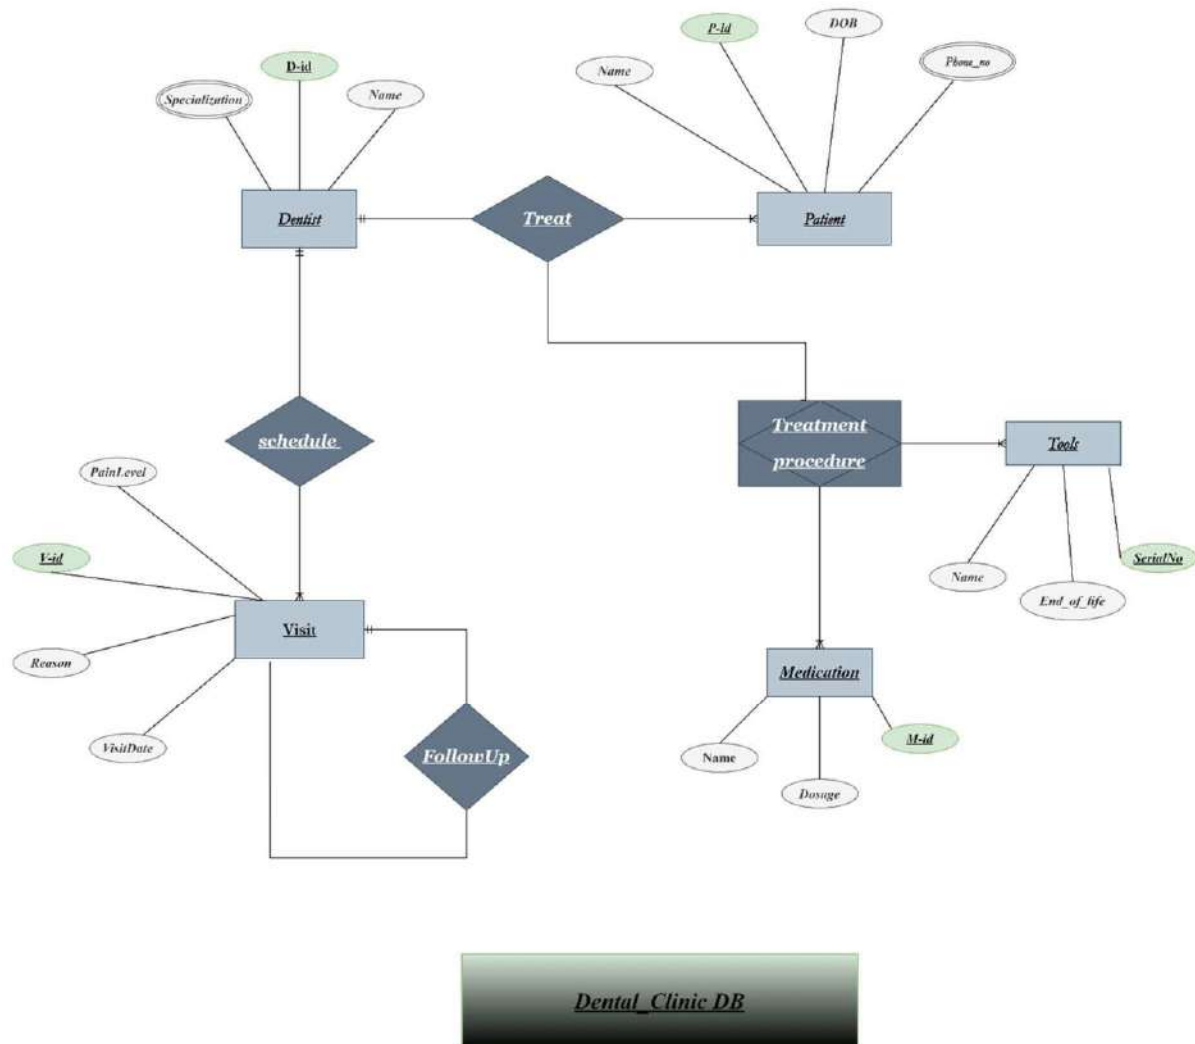 P-id
DOB
Name
Phone_no
D-id
Specialization
Name
Dentist
Treat
Patient
schedule
Treatment
procedure
Tools
PainLevel
V-id
Name
SerialNo
End_of_life
Visit
Reason
Medication
VisitDate
FollowUp
Name
M-id
Dosage
Dental_Clinic DB